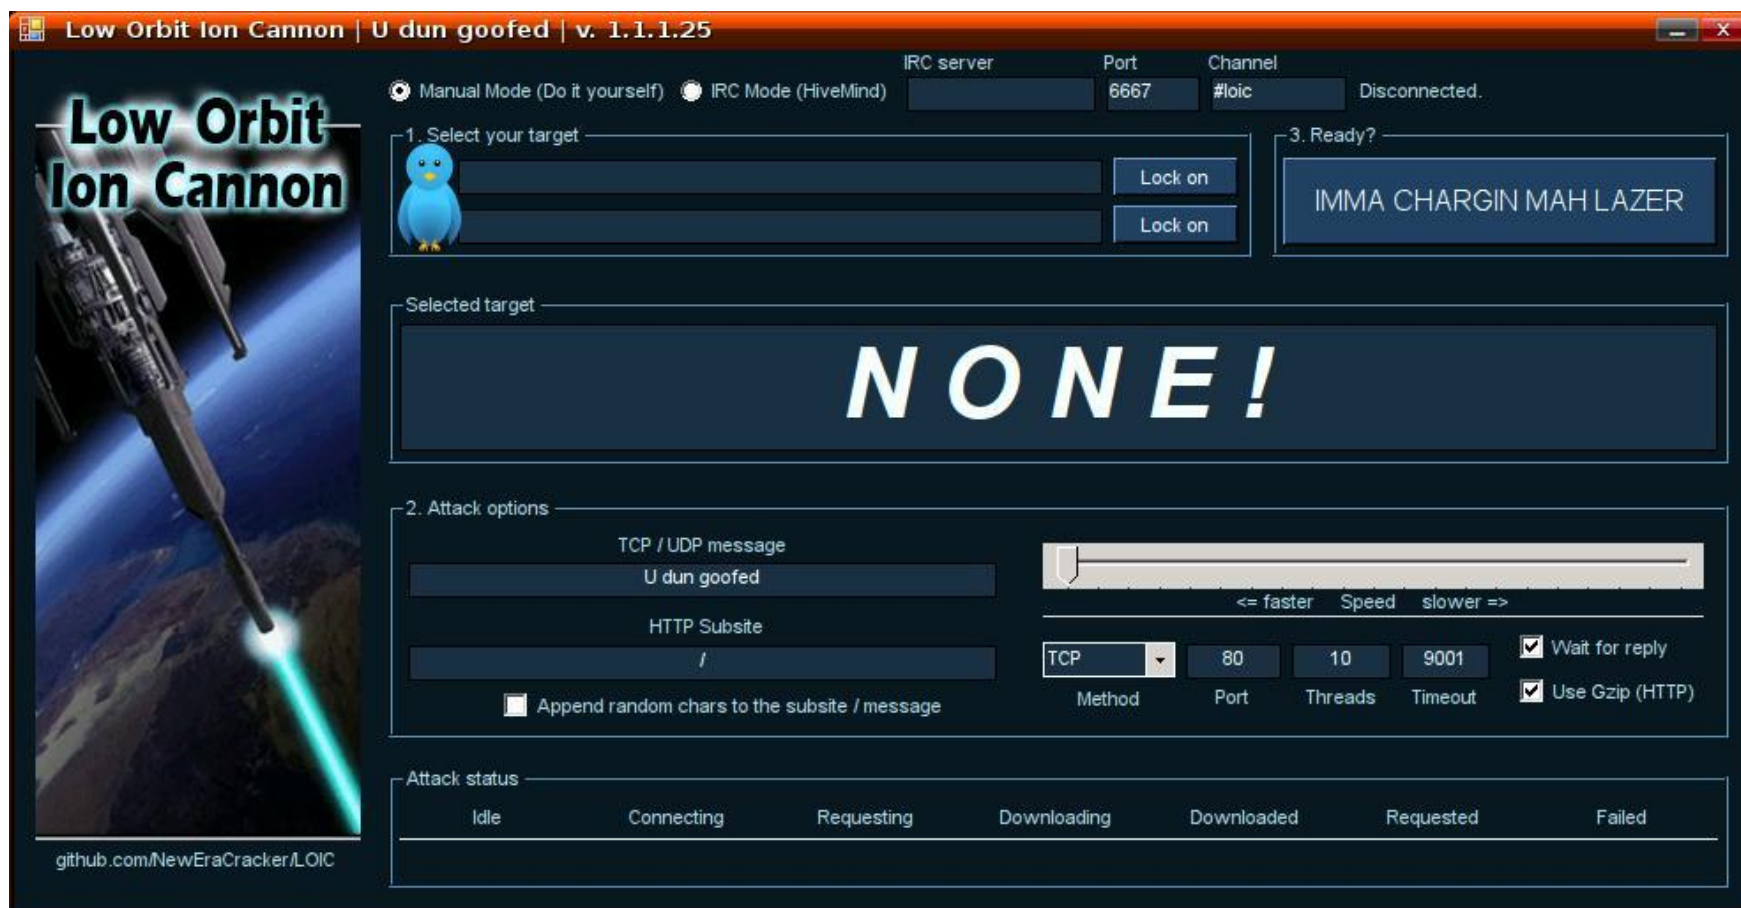 Low Orbit Ion Cannon | U dun goofed | v. 1.1.1.25
Low Orbit
Ion Cannon
IRC server Port Channel
Manual Mode (Do it yourself) IRC Mode (HiveMind) 6667 #loic Disconnected.
1. Select your target
Lock on
Lock on
3. Ready?
IMMA CHARGIN MAH LAZER
Selected target
N O N E !
2. Attack options
TCP / UDP message
U dun goofed
HTTP Subsite
/
Append random chars to the subsite / message
<= faster Speed slower =>
TCP 80 10 9001
Method Port Threads Timeout
Wait for reply
Use Gzip (HTTP)
Attack status
Idle Connecting Requesting Downloading Downloaded Requested Failed
github.com/NewEraCracker/LOIC